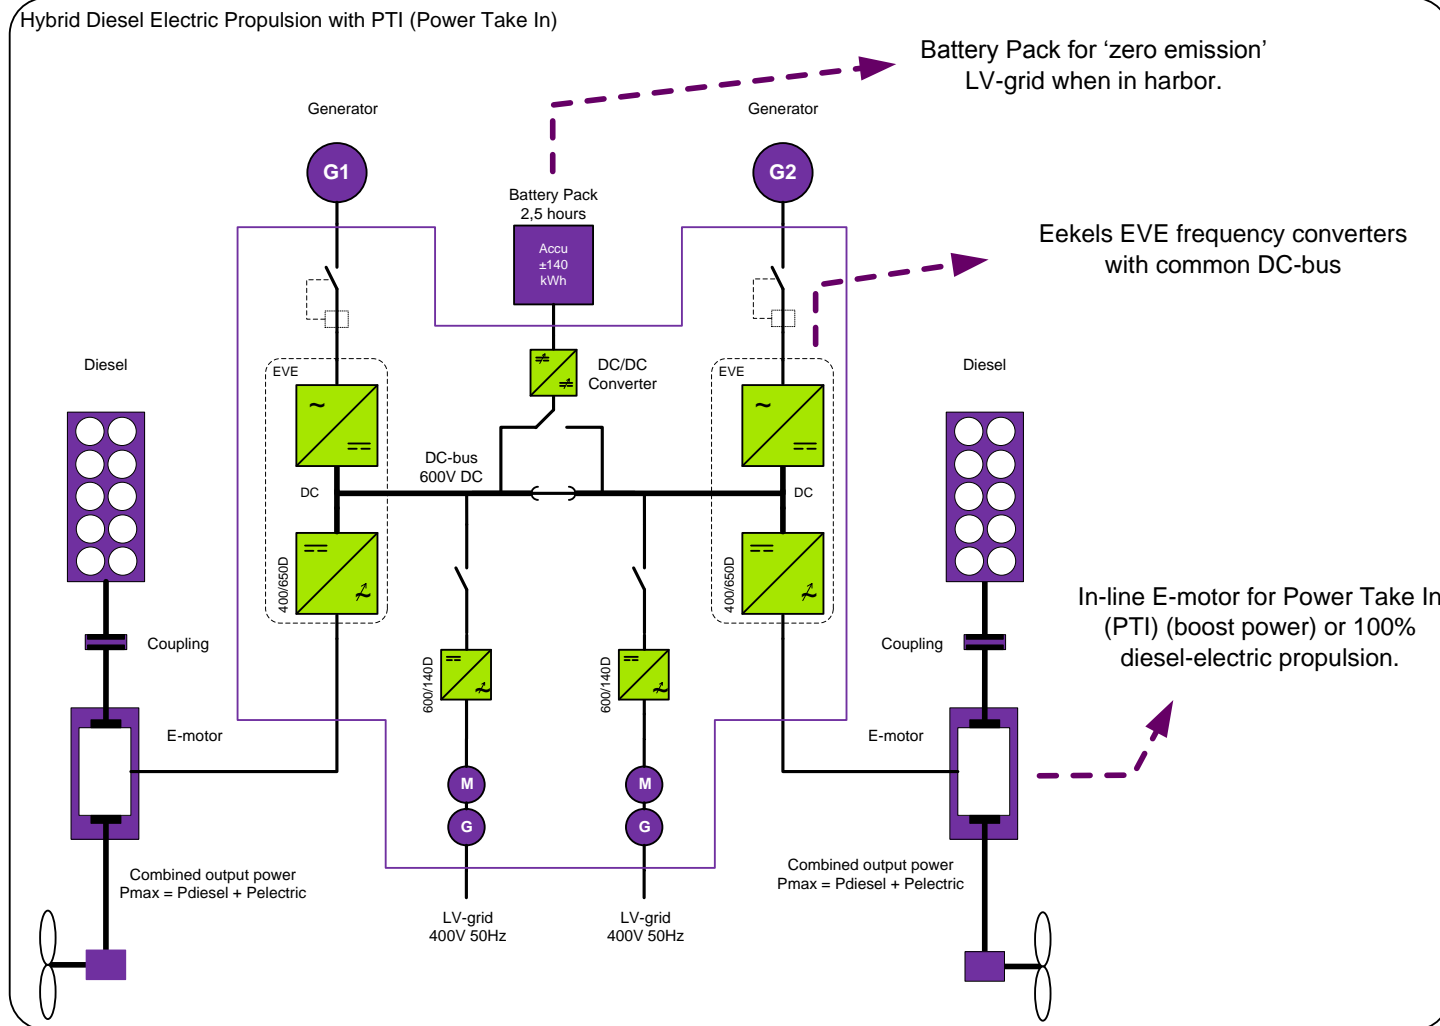 Hybrid Diesel Electric Propulsion with PTI (Power Take In)
Battery Pack for ‘zero emission’
LV-grid when in harbor.
Generator
Generator
G1
G2
Battery Pack
2,5 hours
Accu
±140
kWh
Eekels EVE frequency converters
with common DC-bus
Diesel
EVE
DC/DC
Converter
EVE
Diesel
DC-bus
600V DC
DC
DC
400/650D
400/650D
In-line E-motor for Power Take In
(PTI) (boost power) or 100%
diesel-electric propulsion.
Coupling
600/140D
600/140D
Coupling
E-motor
E-motor
M
M
G
G
Combined output power
Pmax = Pdiesel + Pelectric
Combined output power
Pmax = Pdiesel + Pelectric
LV-grid
400V 50Hz
LV-grid
400V 50Hz